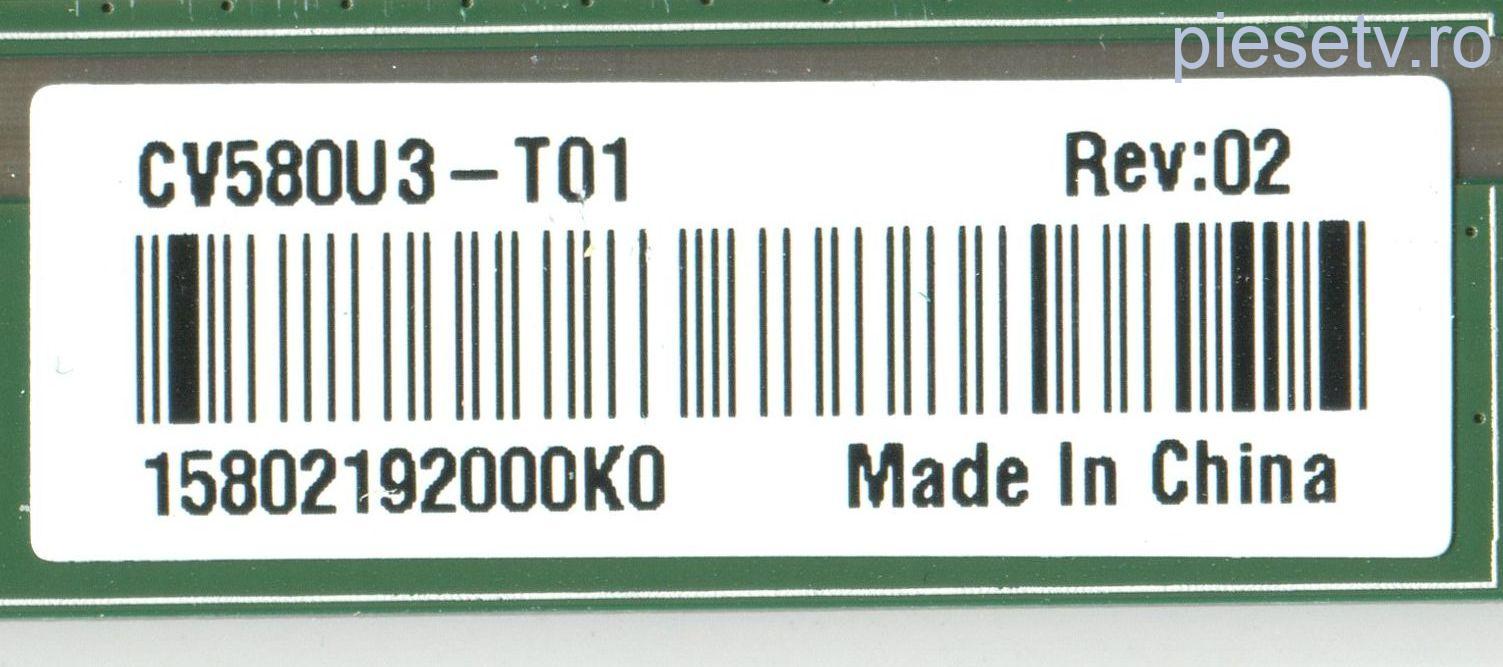 piesetv.ro
CV580U3-T01 Rev:02
15802192000K0 Made In China